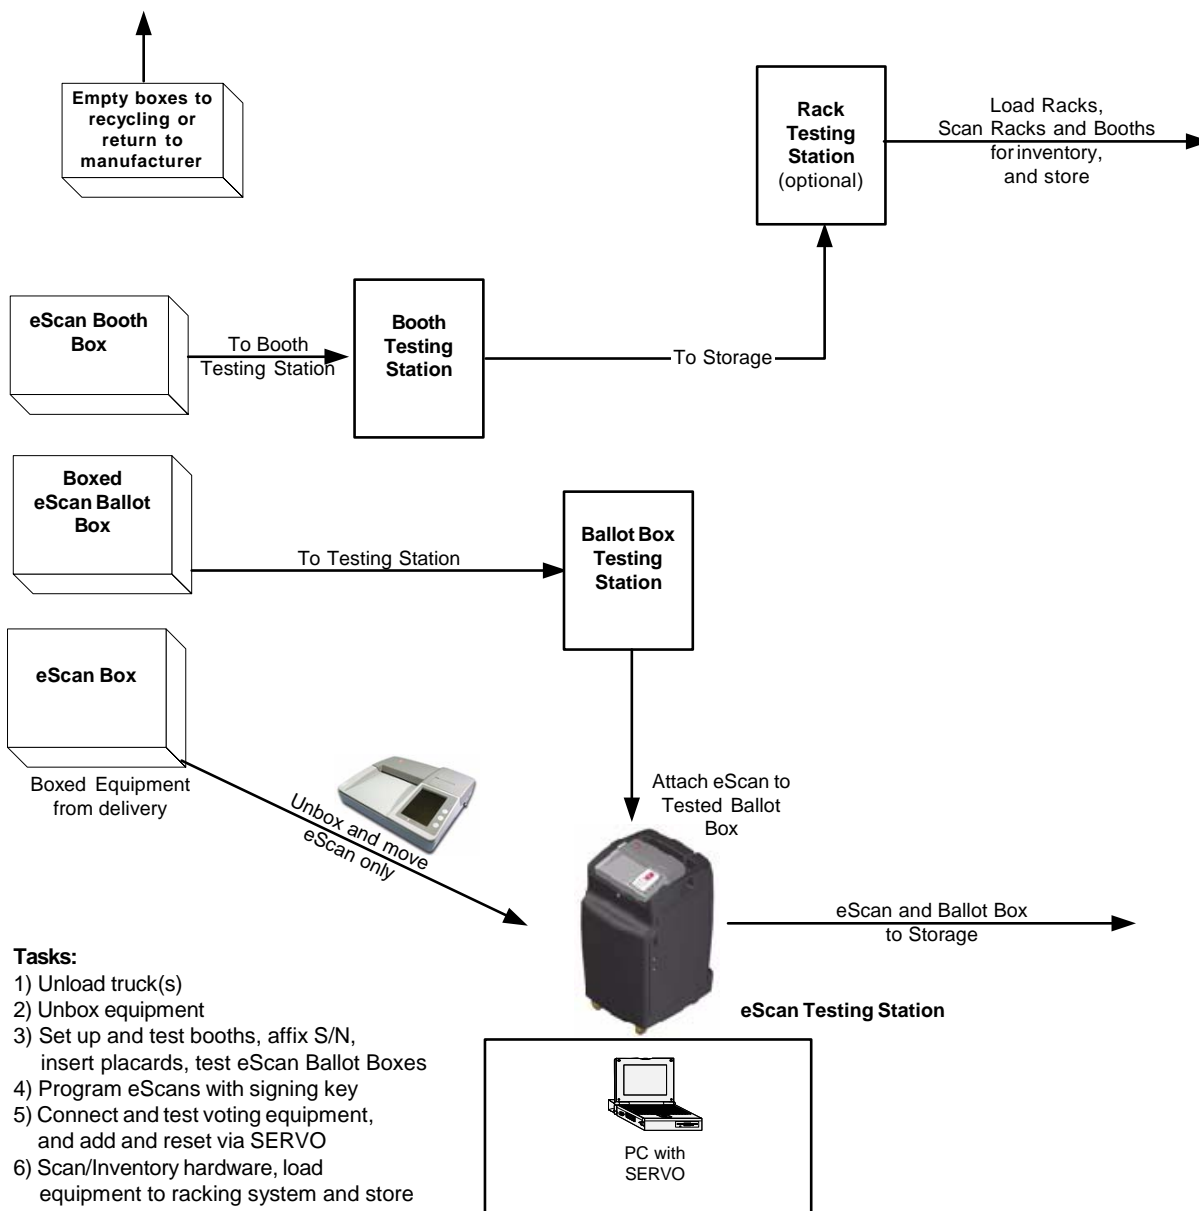 Empty boxes to
recycling or
return to
manufacturer
Rack
Testing
Station
(optional)
Load Racks,
Scan Racks and Booths
forinventory,
and store
eScan Booth
Box
To Booth
Testing Station
Booth
Testing
Station
To Storage
Boxed
eScan Ballot
Box
To Testing Station
Ballot Box
Testing
Station
eScan Box
Boxed Equipment
from delivery
Unbox and move
eScan only
Attach eScan to
Tested Ballot
Box
eScan and Ballot Box
to Storage
eScan Testing Station
PC with
SERVO
Tasks:
1) Unload truck(s)
2) Unbox equipment
3) Set up and test booths, affix S/N,
insert placards, test eScan Ballot Boxes
4) Program eScans with signing key
5) Connect and test voting equipment,
and add and reset via SERVO
6) Scan/Inventory hardware, load
equipment to racking system and store